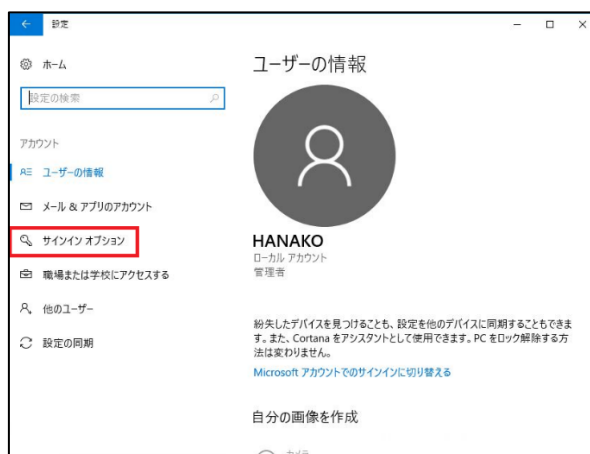 設定
ホーム
設定の検索
アカウント
ユーザーの情報
メール & アプリのアカウント
サインイン オプション
職場または学校にアクセスする
他のユーザー
設定の同期
ユーザーの情報
HANAKO
ローカル アカウント
管理者
紛失したデバイスを見つけることも、設定を他のデバイスに同期することもできま
す。また、Cortana をアシスタントとして使用できます。PC をロック解除する方
法は変わりません。
Microsoft アカウントでのサインインに切り替える
自分の画像を作成